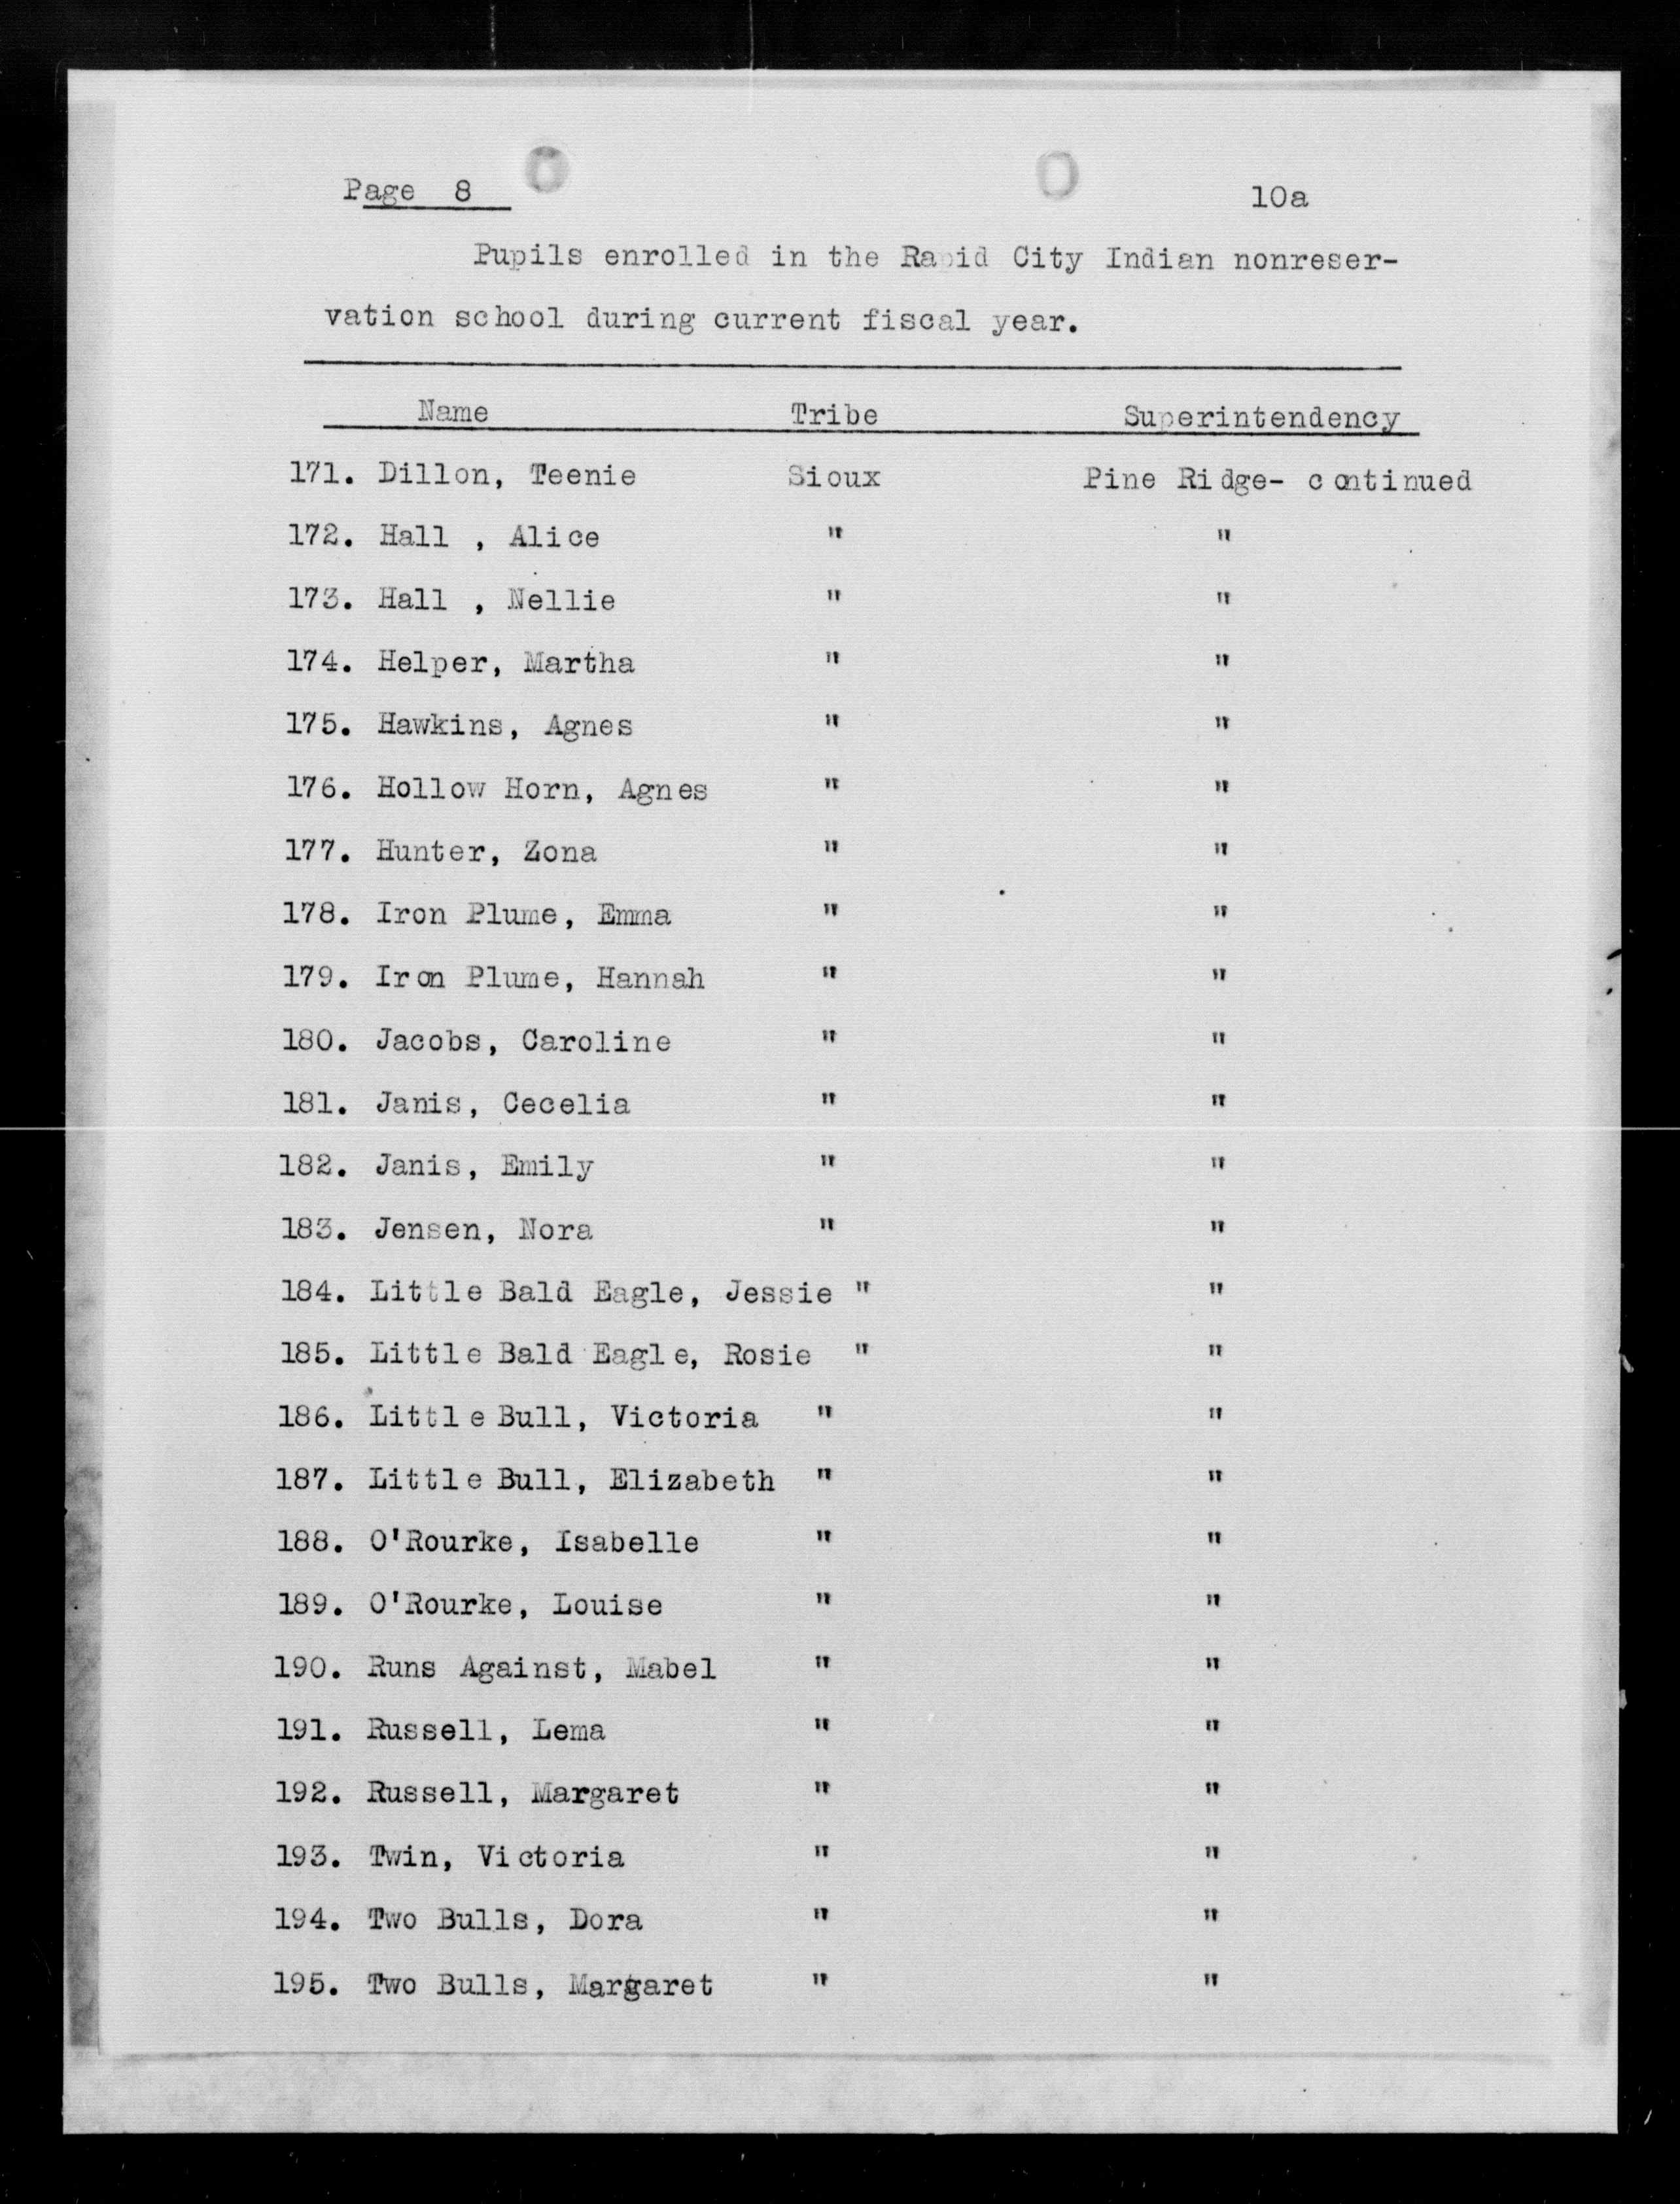 Page 8 10a
Pupils enrolled in the Rapid City Indian nonreser-
vation school during current fiscal year.
Name Tribe Superintendency
171. Dillon, Teenie Sioux Pine Ridge- continued
172. Hall , Alice " "
173. Hall , Nellie " "
174. Helper, Martha " "
175. Hawkins, Agnes " "
176. Hollow Horn, Agnes " "
177. Hunter, Zona " "
178. Iron Plume, Emma " "
179. Iron Plume, Hannah " "
180. Jacobs, Caroline " "
181. Janis, Cecelia " "
182. Janis, Emily " "
183. Jensen, Nora " "
184. Little Bald Eagle, Jessie " "
185. Little Bald Eagle, Rosie " "
186. Little Bull, Victoria " "
187. Little Bull, Elizabeth " "
188. O'Rourke, Isabelle " "
189. O'Rourke, Louise " "
190. Runs Against, Mabel " "
191. Russell, Lema " "
192. Russell, Margaret " "
193. Twin, Victoria " "
194. Two Bulls, Dora " "
195. Two Bulls, Margaret " "